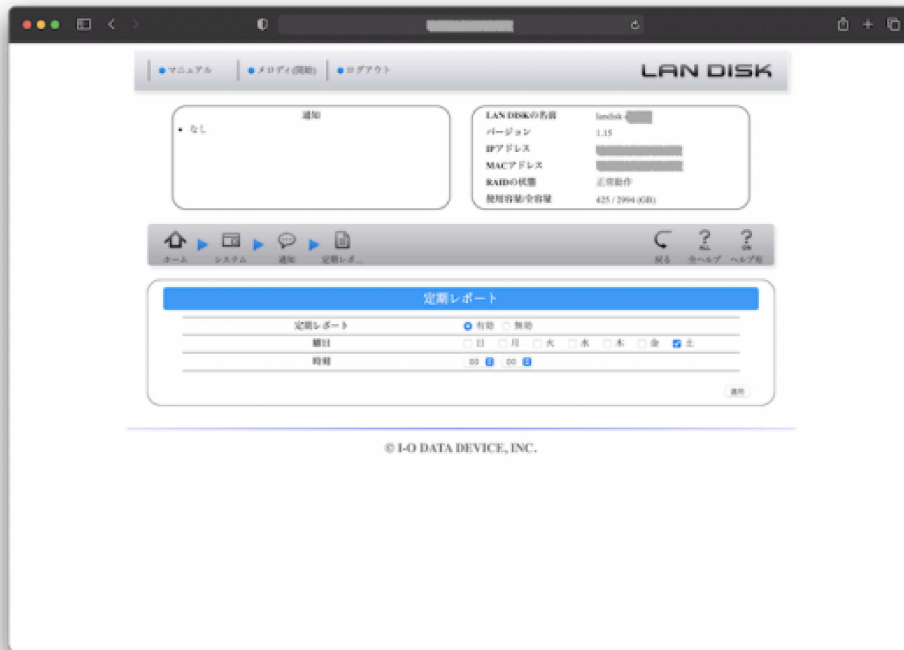 マニュアル メロディ(開始) ログアウト LAN DISK
通知
なし
LAN DISKの名前 landisk-
バージョン 1.15
IPアドレス
MACアドレス
RAIDの状態 正常動作
使用容量/全容量 425 / 2994 (GB)
ホーム システム 通知 定期レポ... 戻る 全ヘルプ ヘルプ有
定期レポート
定期レポート 有効 無効
曜日 日 月 火 水 木 金 土
時刻 00 00
適用
© I-O DATA DEVICE, INC.